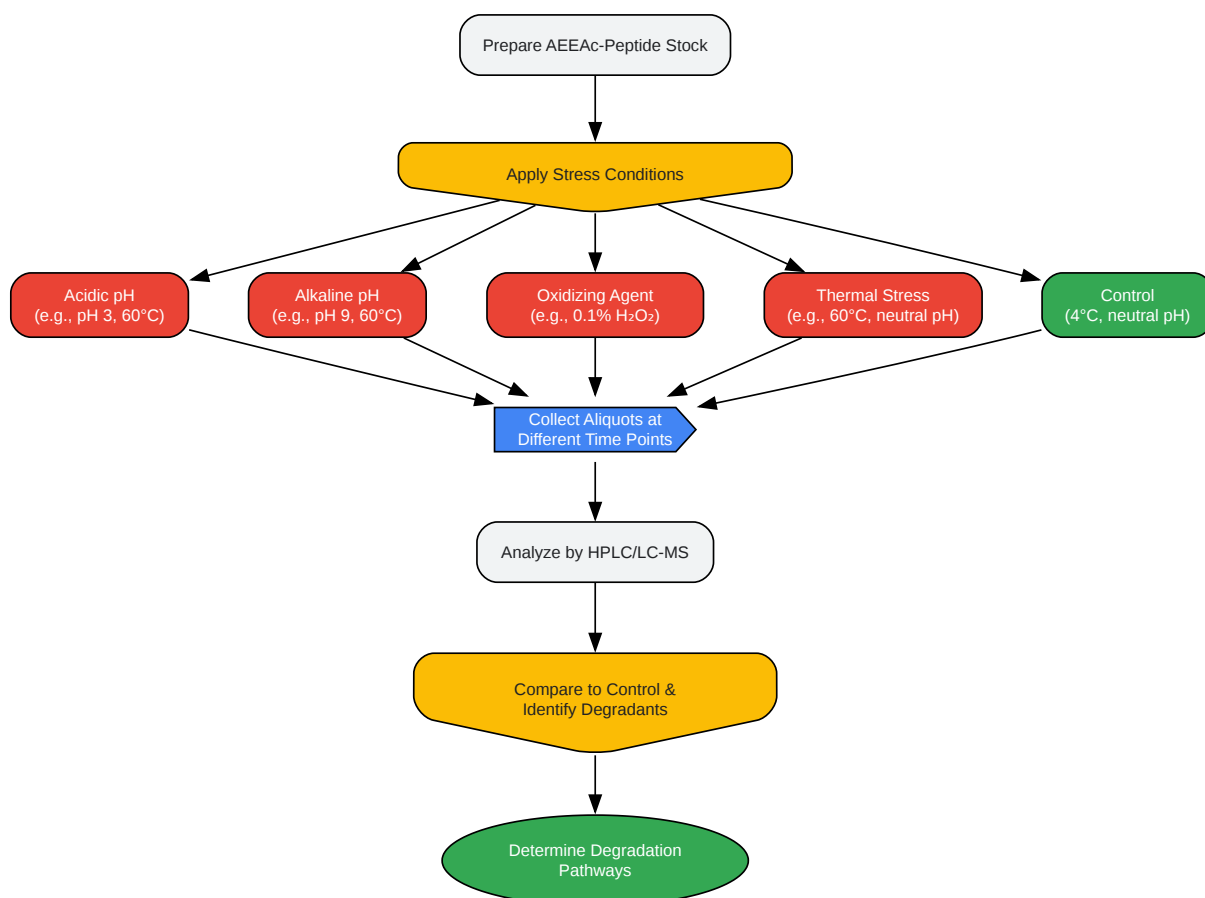 Prepare AEEAc-Peptide Stock
Apply Stress Conditions
Acidic pH
(e.g., pH 3, 60°C)
Alkaline pH
(e.g., pH 9, 60°C)
Oxidizing Agent
(e.g., 0.1% H₂O₂)
Thermal Stress
(e.g., 60°C, neutral pH)
Control
(4°C, neutral pH)
Collect Aliquots at
Different Time Points
Analyze by HPLC/LC-MS
Compare to Control &
Identify Degradants
Determine Degradation
Pathways